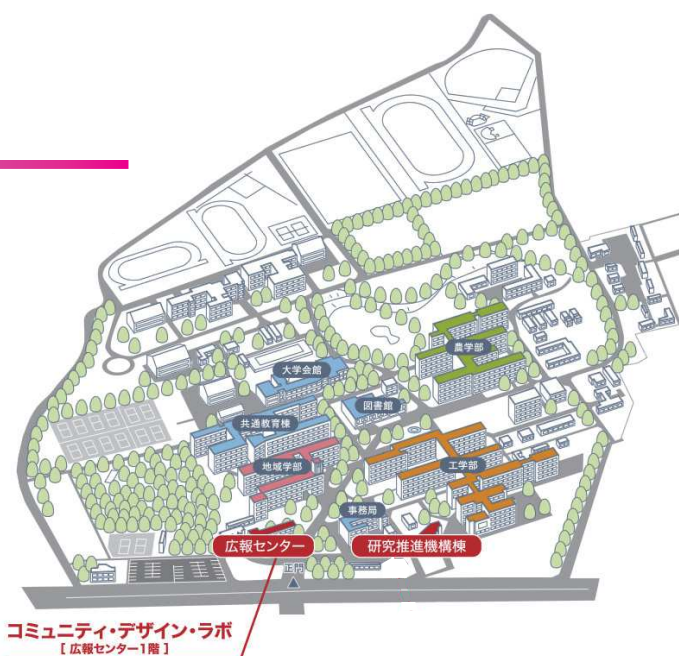 農学部
大学会館
図書館
共通教育棟
地域学部
工学部
事務局
広報センター
研究推進機構棟
正門
コミュニティ・デザイン・ラボ
[ 広報センター1階 ]